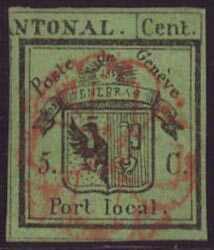 NTONAL. Cent.
Poste de Genève
5. C.
Port local.